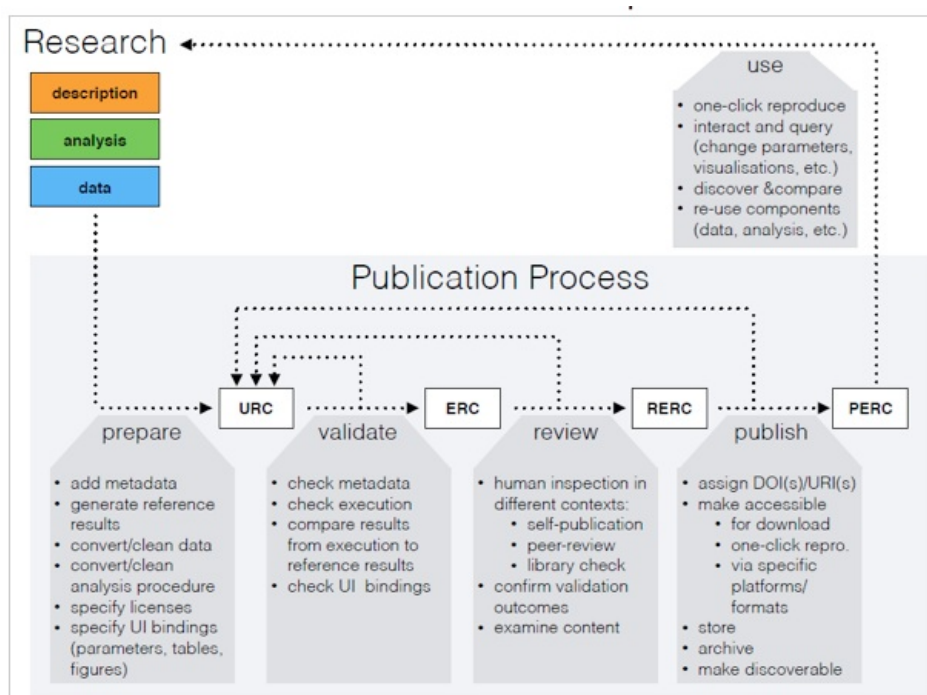 Research
description
analysis
data
use
• one-click reproduce
• interact and query
(change parameters,
visualisations, etc.)
• discover &compare
• re-use components
(data, analysis, etc.)
Publication Process
URC
ERC
RERC
PERC
prepare
• add metadata
• generate reference
results
• convert/clean data
• convert/clean
analysis procedure
• specify licenses
• specify UI bindings
(parameters, tables,
figures)
validate
• check metadata
• check execution
• compare results
from execution to
reference results
• check UI bindings
review
• human inspection in
different contexts:
• self-publication
• peer-review
• library check
• confirm validation
outcomes
• examine content
publish
• assign DOI(s)/URI(s)
• make accessible
• for download
• one-click repro.
• via specific
platforms/
formats
• store
• archive
• make discoverable